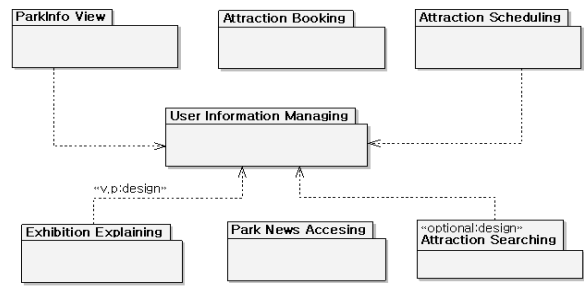 ParkInfo View
Attraction Booking
Attraction Scheduling
User Information Managing
«v,p:design»
Exhibition Explaining
Park News Accesing
«optional:design»
Attraction Searching